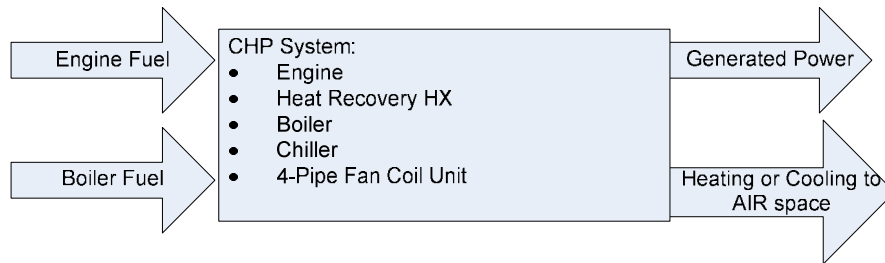 Engine Fuel
Boiler Fuel
CHP System:
• Engine
• Heat Recovery HX
• Boiler
• Chiller
• 4-Pipe Fan Coil Unit
Generated Power
Heating or Cooling to
AIR space